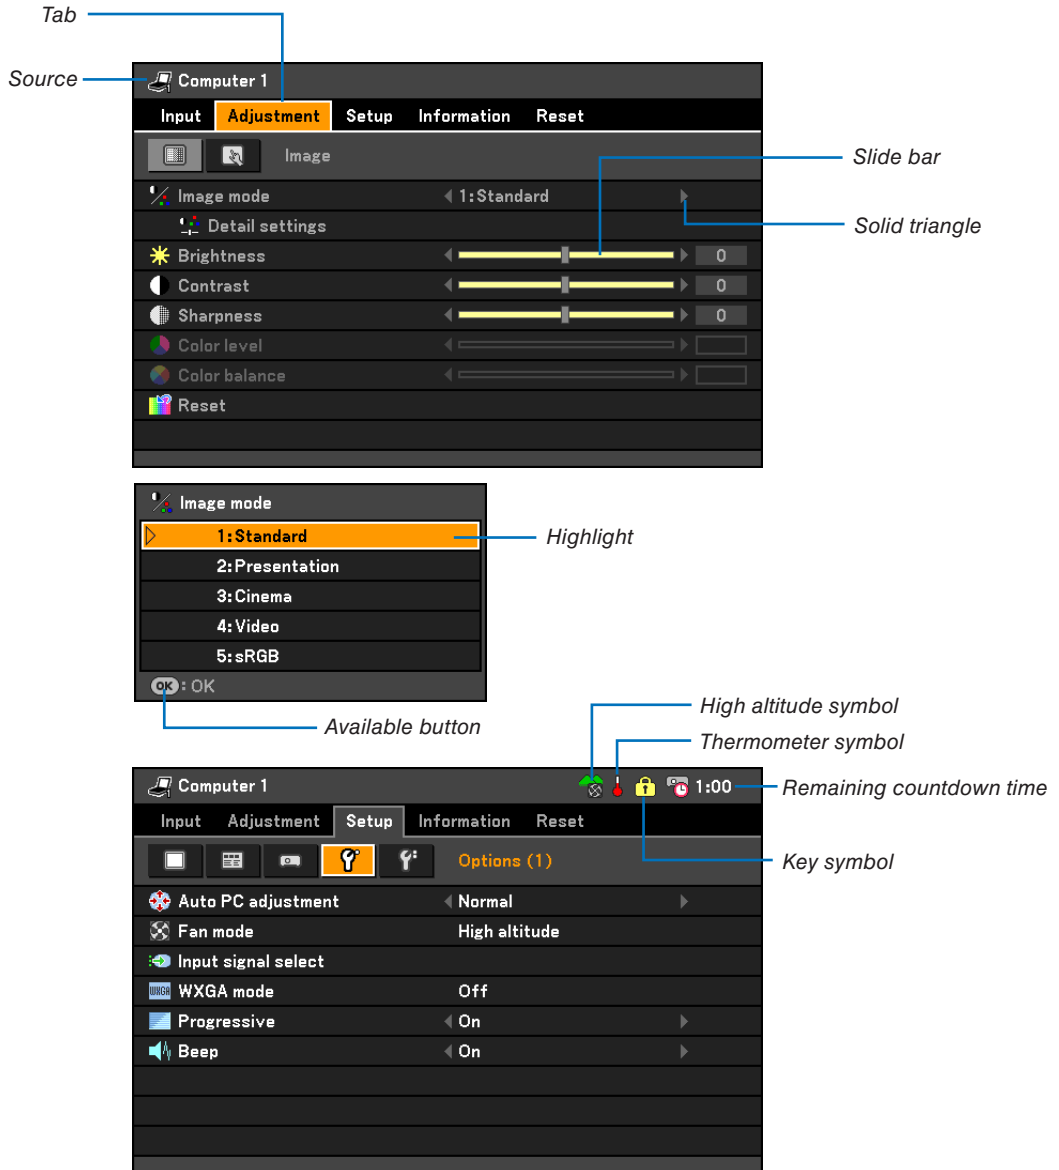 Tab
Source
Computer 1
Input Adjustment Setup Information Reset
Image
Slide bar
Image mode 1:Standard
Solid triangle
Detail settings
Brightness 0
Contrast 0
Sharpness 0
Color level
Color balance
Reset
Image mode
1:Standard
Highlight
2:Presentation
3:Cinema
4:Video
5:sRGB
OK : OK
Available button
High altitude symbol
Thermometer symbol
Computer 1 1:00
Remaining countdown time
Input Adjustment Setup Information Reset
Options (1)
Key symbol
Auto PC adjustment Normal
Fan mode High altitude
Input signal select
WXGA WXGA mode Off
Progressive On
Beep On